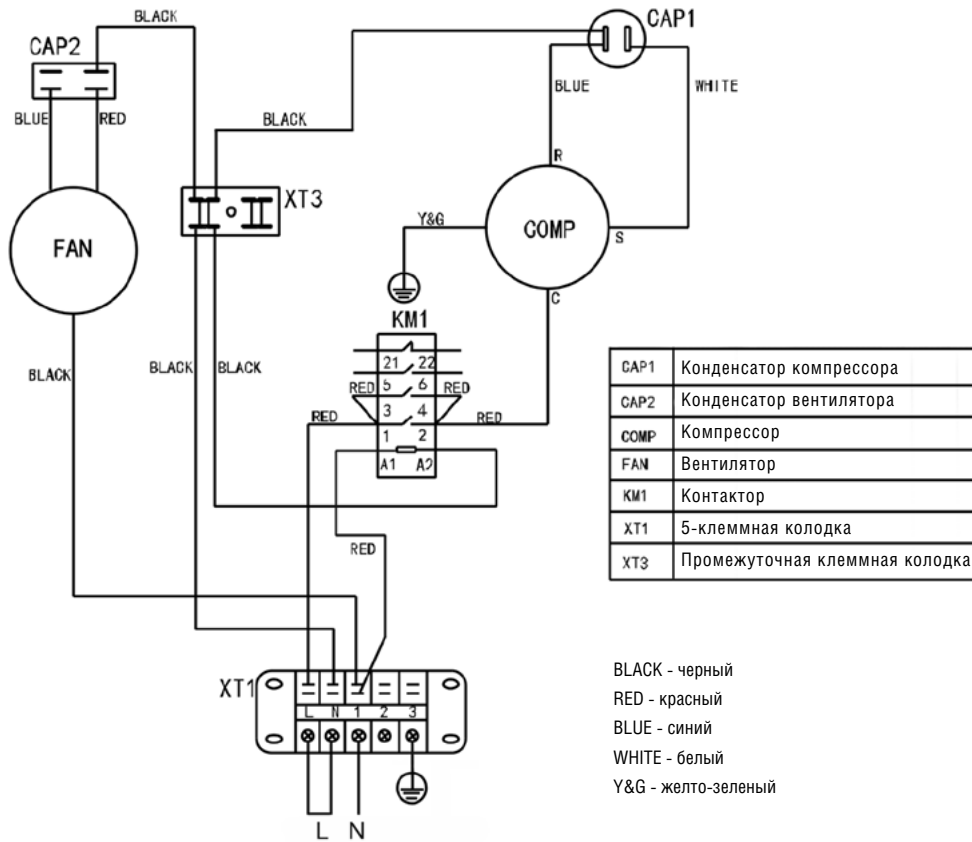 BLACK
CAP1
CAP2
BLUE
WHITE
BLUE
RED
BLACK
R
XT3
Y&G
COMP
S
FAN
C
KM1
21 22
BLACK
BLACK
BLACK
RED 5 6 RED
RED
3 4
RED
1 2
A1 A2
RED
XT1
L N 1 2 3
L N
CAP1 Конденсатор компрессора
CAP2 Конденсатор вентилятора
COMP Компрессор
FAN Вентилятор
KM1 Контактор
XT1 5-клеммная колодка
XT3 Промежуточная клеммная колодка
BLACK - черный
RED - красный
BLUE - синий
WHITE - белый
Y&G - желто-зеленый